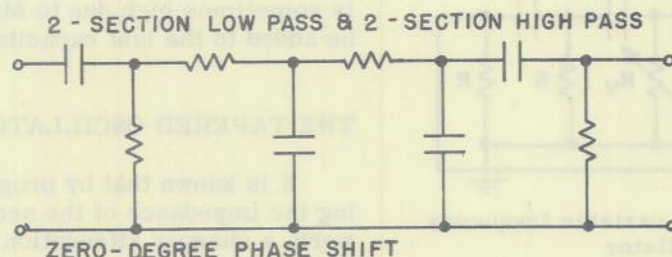 2 - SECTION LOW PASS & 2 - SECTION HIGH PASS
ZERO-DEGREE PHASE SHIFT